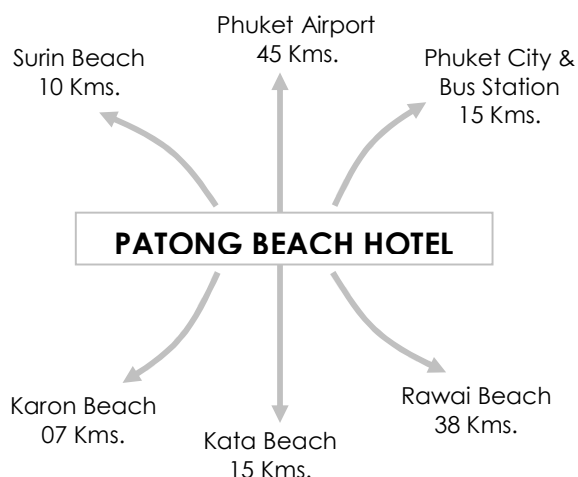 Phuket Airport
45 Kms.
Surin Beach
10 Kms.
Phuket City &
Bus Station
15 Kms.
PATONG BEACH HOTEL
Karon Beach
07 Kms.
Kata Beach
15 Kms.
Rawai Beach
38 Kms.